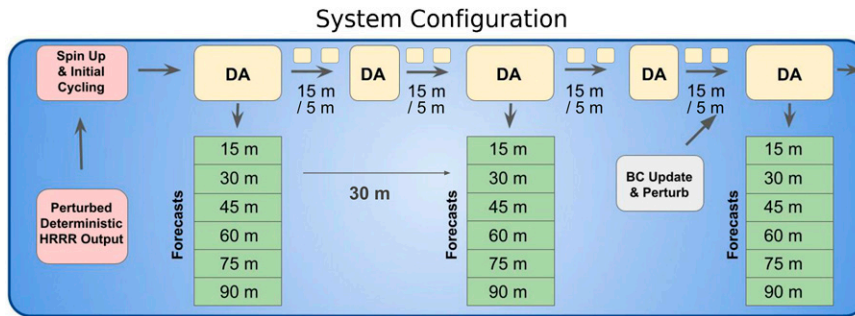 System Configuration
Spin Up
& Initial
Cycling
DA
15 m
/ 5 m
DA
15 m
/ 5 m
DA
15 m
/ 5 m
DA
15 m
/ 5 m
DA
Perturbed
Deterministic
HRRR Output
Forecasts
15 m
30 m
45 m
60 m
75 m
90 m
30 m
Forecasts
15 m
30 m
45 m
60 m
75 m
90 m
BC Update
& Perturb
Forecasts
15 m
30 m
45 m
60 m
75 m
90 m